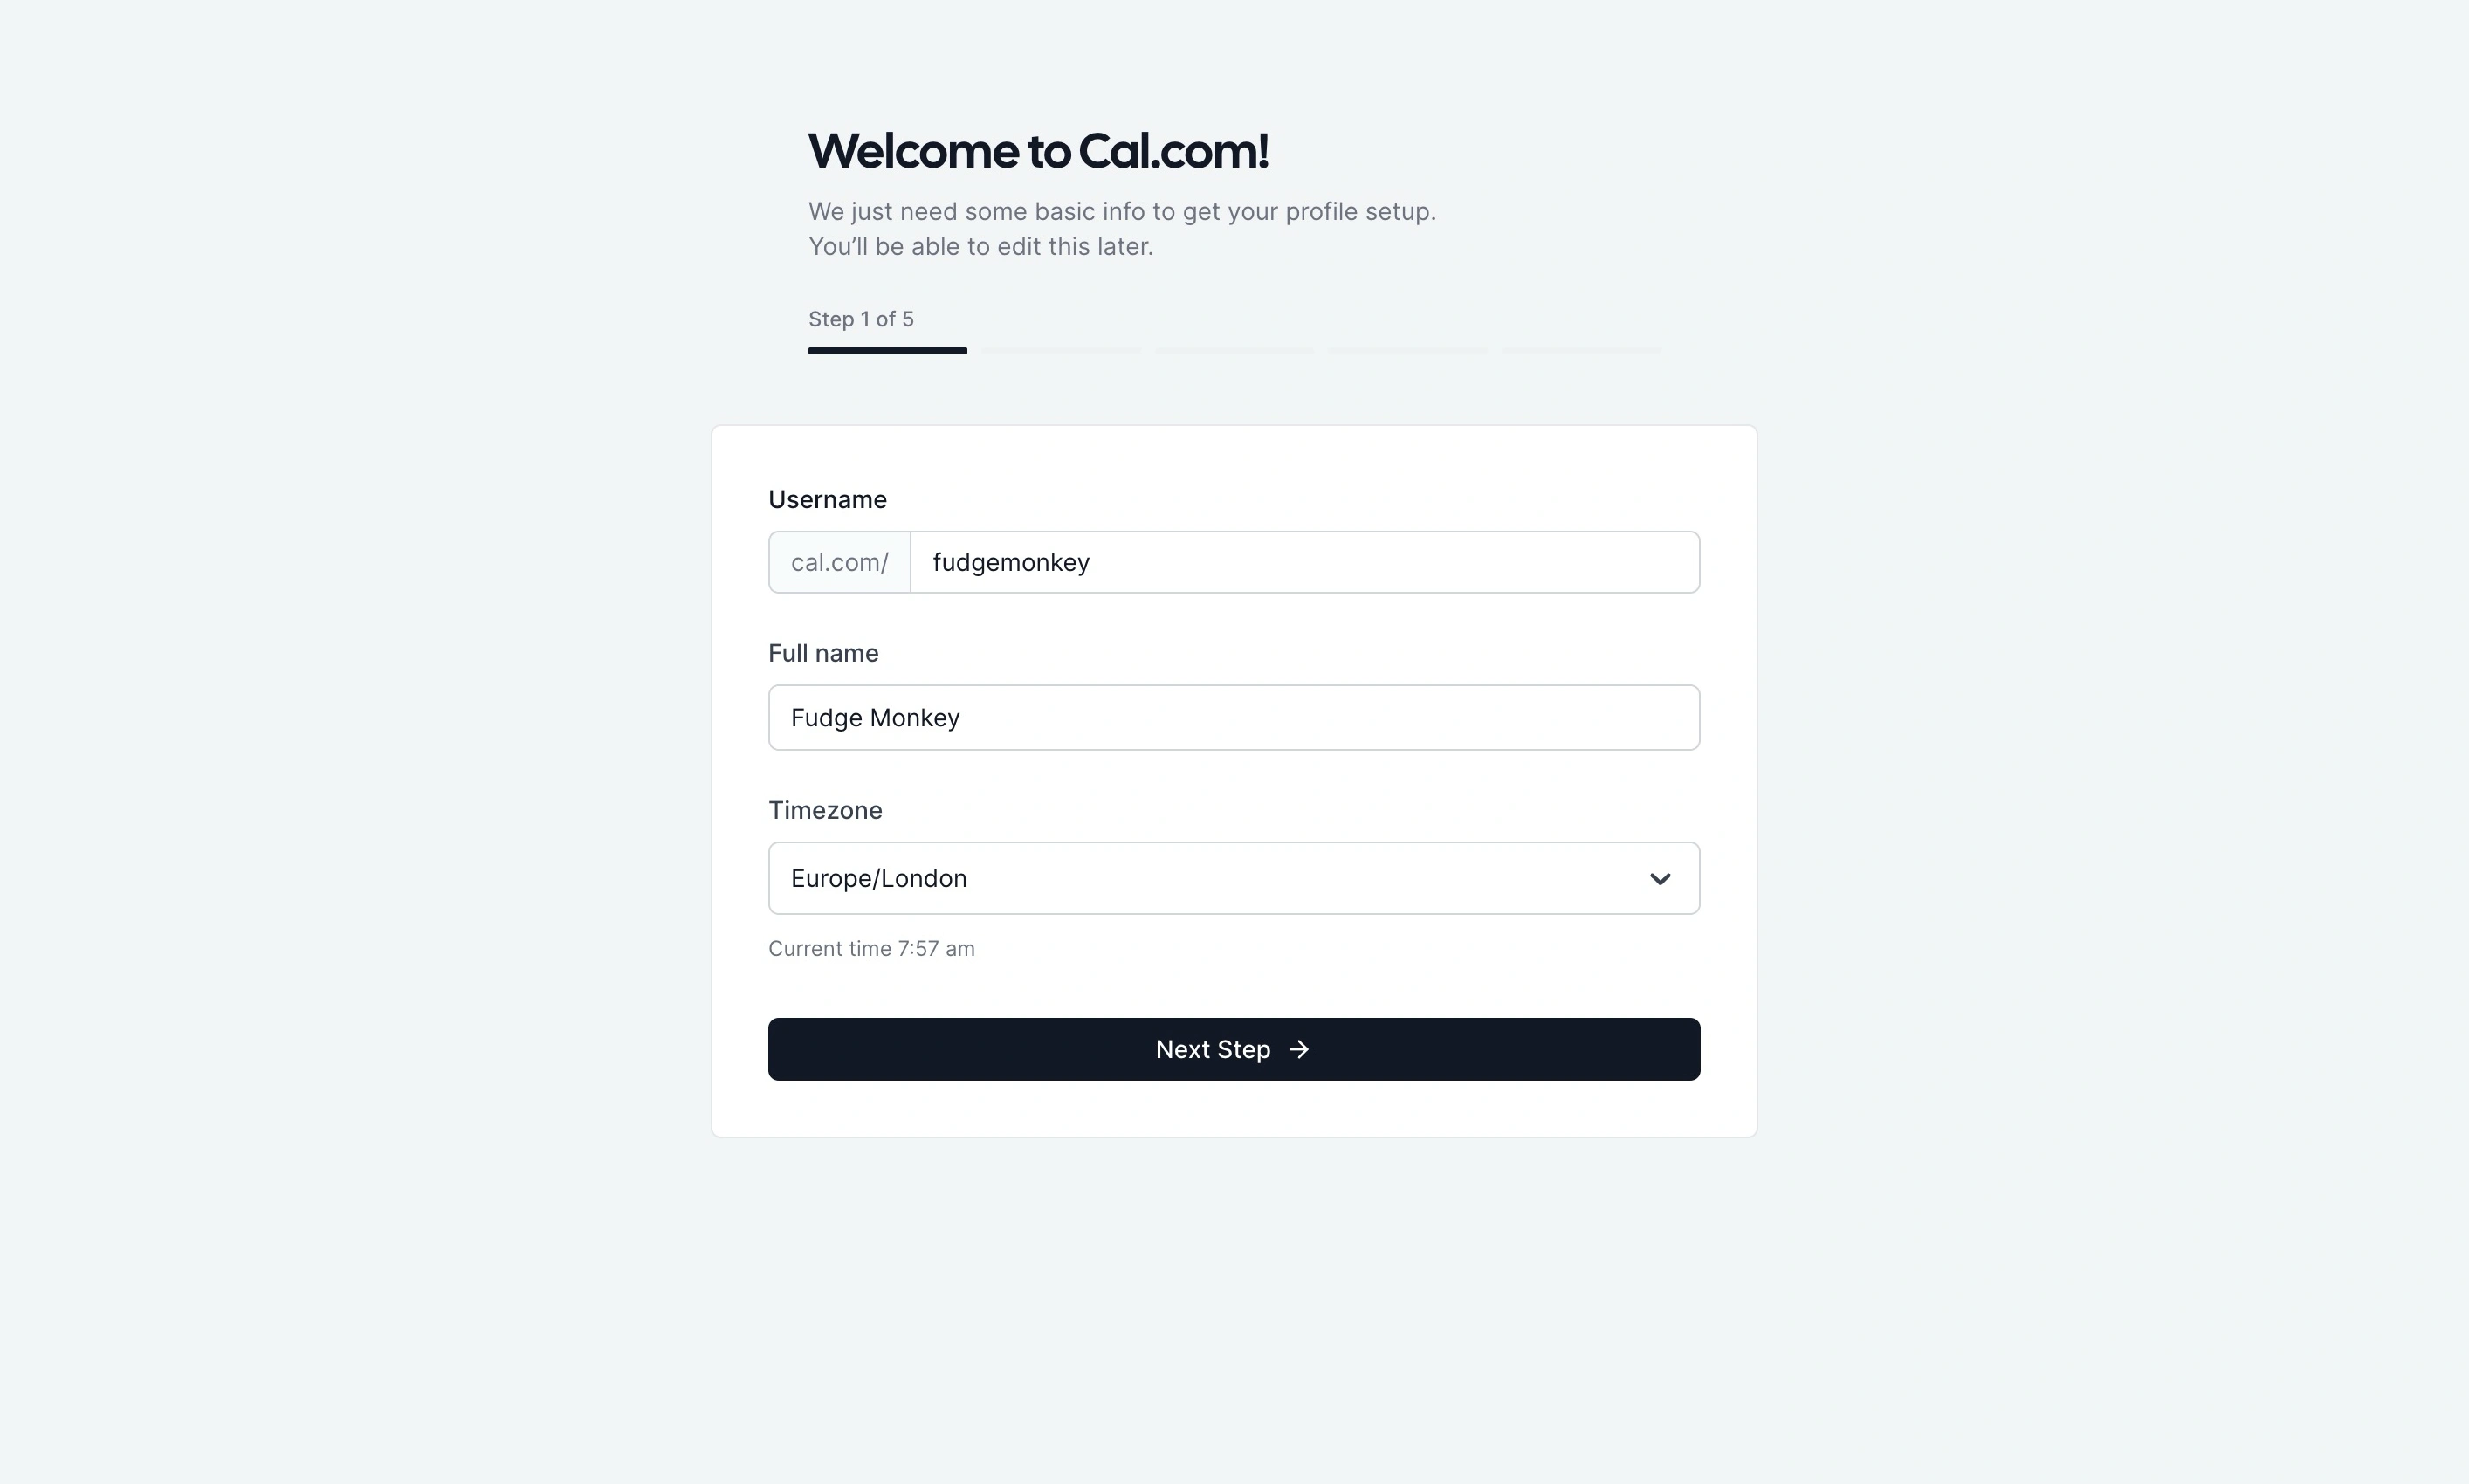 Welcome to Cal.com!
We just need some basic info to get your profile setup.
You’ll be able to edit this later.
Step 1 of 5
Username
cal.com/ fudgemonkey
Full name
Fudge Monkey
Timezone
Europe/London
Current time 7:57 am
Next Step →